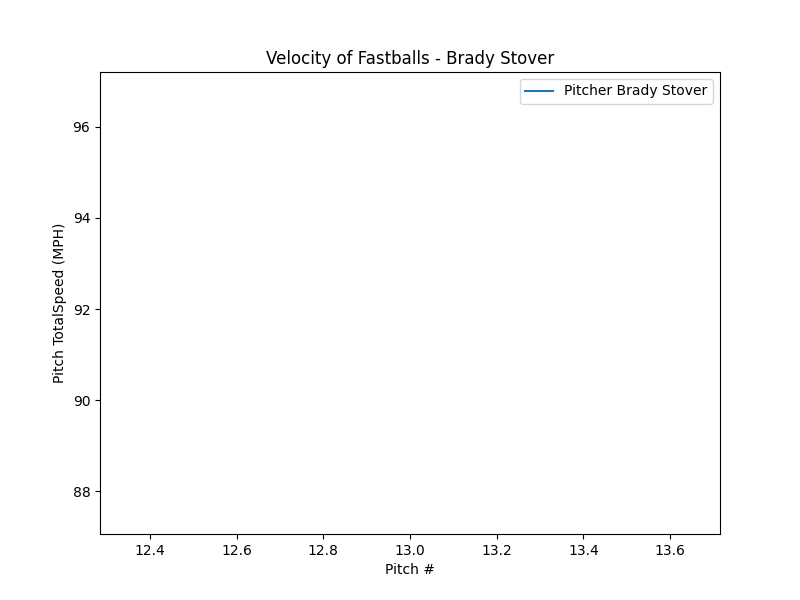 Velocity of Fastballs - Brady Stover
Pitcher Brady Stover
Pitch TotalSpeed (MPH)
96
94
92
90
88
12.4 12.6 12.8 13.0 13.2 13.4 13.6
Pitch #